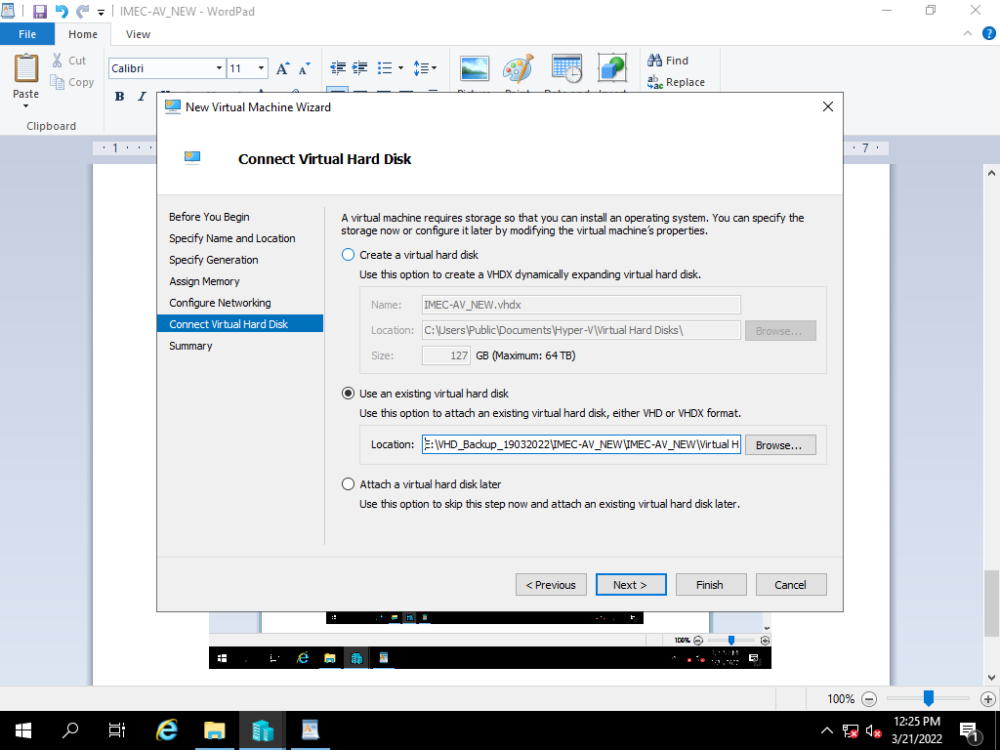 IMEC-AV_NEW - WordPad
File Home View
Cut
Calibri 11
Find
Paste
Copy
Replace
B I
Clipboard
New Virtual Machine Wizard
1 7
Connect Virtual Hard Disk
Before You Begin
Specify Name and Location
Specify Generation
Assign Memory
Configure Networking
Connect Virtual Hard Disk
Summary
A virtual machine requires storage so that you can install an operating system. You can specify the
storage now or configure it later by modifying the virtual machine's properties.
Create a virtual hard disk
Use this option to create a VHDX dynamically expanding virtual hard disk.
Name: IMEC-AV_NEW.vhdx
Location: C:\Users\Public\Documents\Hyper-V\Virtual Hard Disks\ Browse...
Size: 127 GB (Maximum: 64 TB)
Use an existing virtual hard disk
Use this option to attach an existing virtual hard disk, either VHD or VHDX format.
Location: E:\VHD_Backup_19032022\IMEC-AV_NEW\IMEC-AV_NEW\Virtual H Browse...
Attach a virtual hard disk later
Use this option to skip this step now and attach an existing virtual hard disk later.
< Previous Next > Finish Cancel
100%
100%
12:25 PM
3/21/2022
1